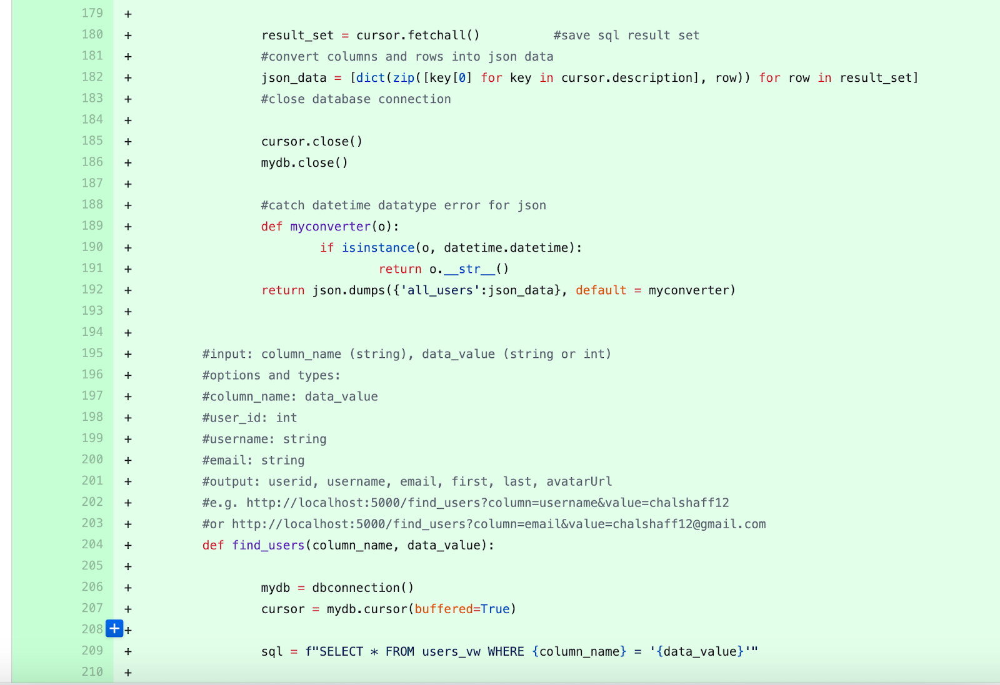 179 +
180 + result_set = cursor.fetchall() #save sql result set
181 + #convert columns and rows into json data
182 + json_data = [dict(zip([key[0] for key in cursor.description], row)) for row in result_set]
183 + #close database connection
184 +
185 + cursor.close()
186 + mydb.close()
187 +
188 + #catch datetime datatype error for json
189 + def myconverter(o):
190 + if isinstance(o, datetime.datetime):
191 + return o.__str__()
192 + return json.dumps({'all_users':json_data}, default = myconverter)
193 +
194 +
195 + #input: column_name (string), data_value (string or int)
196 + #options and types:
197 + #column_name: data_value
198 + #user_id: int
199 + #username: string
200 + #email: string
201 + #output: userid, username, email, first, last, avatarUrl
202 + #e.g. http://localhost:5000/find_users?column=username&value=chalshaff12
203 + #or http://localhost:5000/find_users?column=email&value=chalshaff12@gmail.com
204 + def find_users(column_name, data_value):
205 +
206 + mydb = dbconnection()
207 + cursor = mydb.cursor(buffered=True)
208 + +
209 + sql = f"SELECT * FROM users_vw WHERE {column_name} = '{data_value}'"
210 +